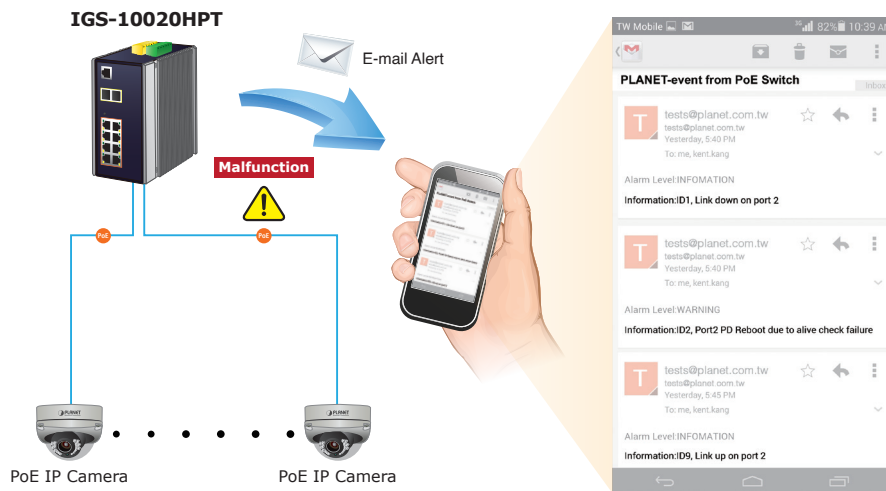 IGS-10020HPT
E-mail Alert
Malfunction
PoE
PoE
PLANET
PLANET
PoE IP Camera
PoE IP Camera
TW Mobile
3G
82%
10:39 AM
PLANET-event from PoE Switch
Inbox
T
tests@planet.com.tw
tests@planet.com.tw
Yesterday, 5:40 PM
To: me, kent.kang
Alarm Level:INFOMATION
Information:ID1, Link down on port 2
T
tests@planet.com.tw
tests@planet.com.tw
Yesterday, 5:40 PM
To: me, kent.kang
Alarm Level:WARNING
Information:ID2, Port2 PD Reboot due to alive check failure
T
tests@planet.com.tw
tests@planet.com.tw
Yesterday, 5:45 PM
To: me, kent.kang
Alarm Level:INFOMATION
Information:ID9, Link up on port 2